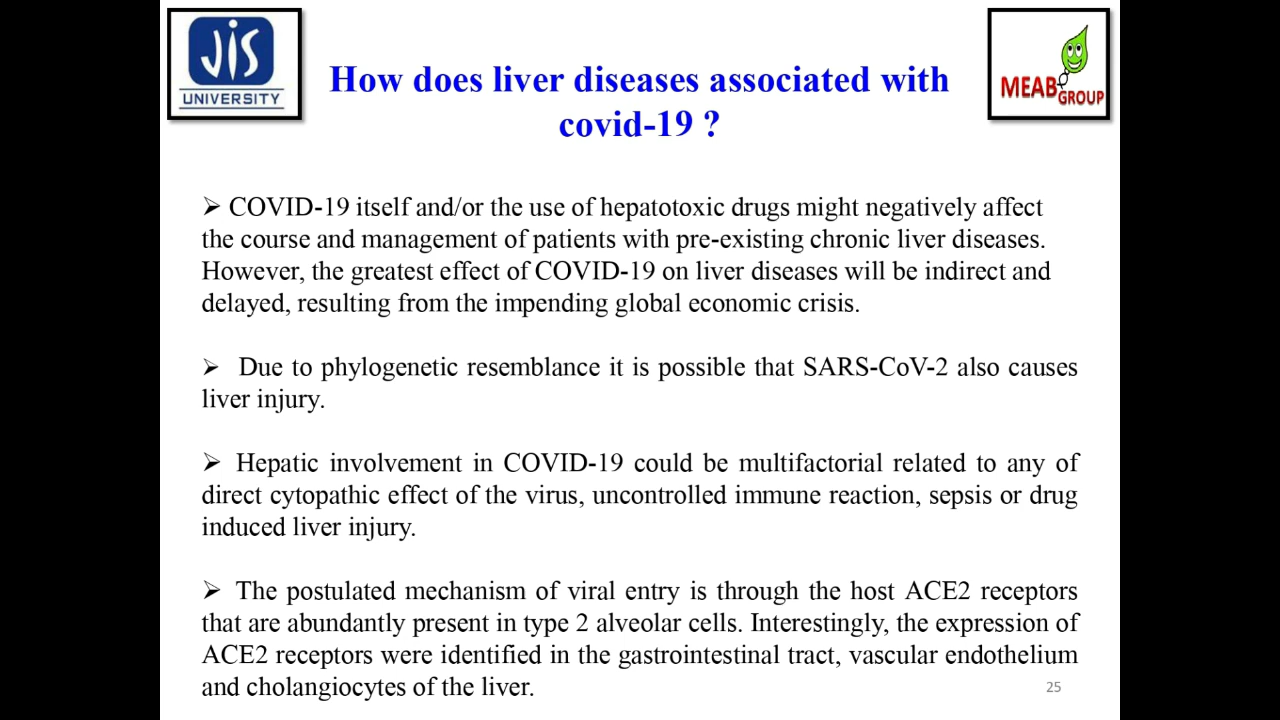 JIS
UNIVERSITY
MEAB
GROUP
How does liver diseases associated with
covid-19 ?
➢ COVID-19 itself and/or the use of hepatotoxic drugs might negatively affect
the course and management of patients with pre-existing chronic liver diseases.
However, the greatest effect of COVID-19 on liver diseases will be indirect and
delayed, resulting from the impending global economic crisis.
➢ Due to phylogenetic resemblance it is possible that SARS-CoV-2 also causes
liver injury.
➢ Hepatic involvement in COVID-19 could be multifactorial related to any of
direct cytopathic effect of the virus, uncontrolled immune reaction, sepsis or drug
induced liver injury.
➢ The postulated mechanism of viral entry is through the host ACE2 receptors
that are abundantly present in type 2 alveolar cells. Interestingly, the expression of
ACE2 receptors were identified in the gastrointestinal tract, vascular endothelium
and cholangiocytes of the liver.
25